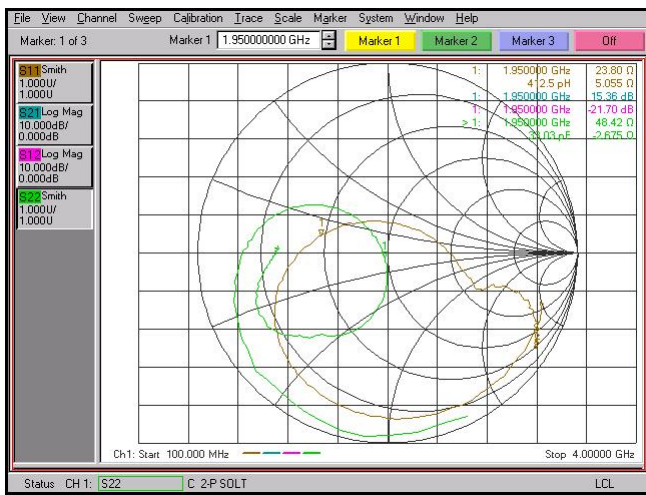 File View Channel Sweep Calibration Trace Scale Marker System Window Help
Marker: 1 of 3 Marker 1 1.950000000 GHz Marker 1 Marker 2 Marker 3 Off
S11 Smith
1.000U/
1.000U
S21 Log Mag
10.000dB/
0.000dB
S12 Log Mag
10.000dB/
0.000dB
S22 Smith
1.000U/
1.000U
1: 1.950000 GHz 23.80 Ω
412.5 pH 5.055 Ω
1: 1.950000 GHz 15.36 dB
1: 1.950000 GHz -21.70 dB
> 1: 1.950000 GHz 48.42 Ω
-2.675 Ω
1
1
Ch1: Start 100.000 MHz Stop 4.00000 GHz
Status CH 1: S22 C 2-P SOLT LCL